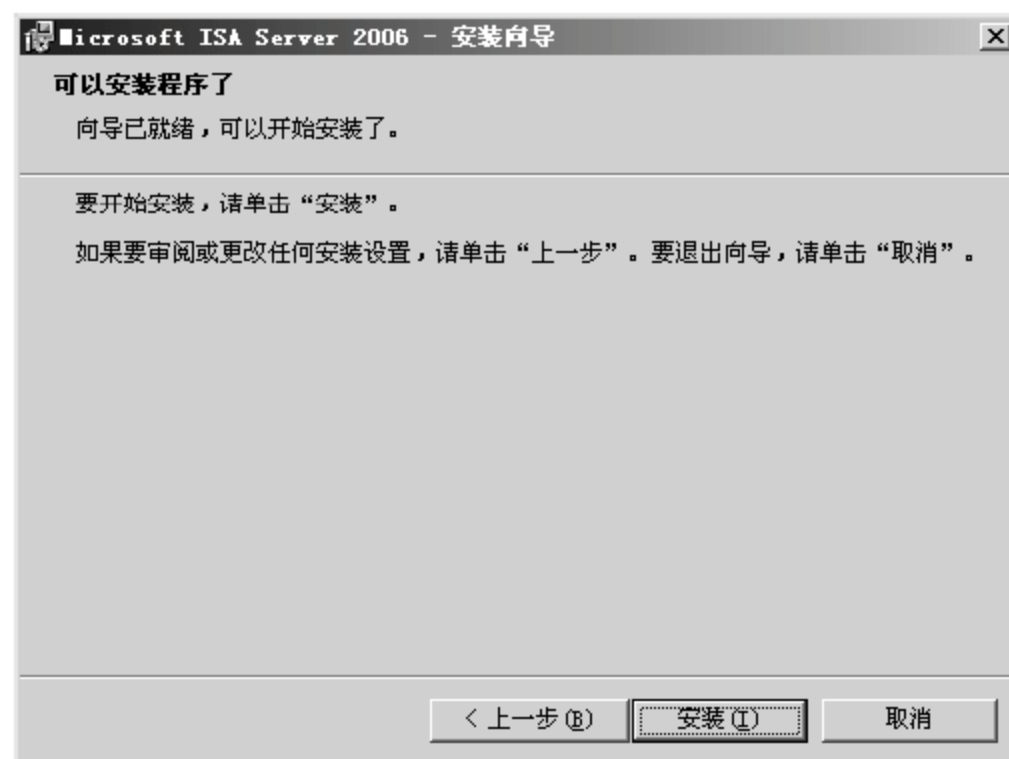 Microsoft ISA Server 2006 - 安装向导
可以安装程序了
向导已就绪，可以开始安装了。
要开始安装，请单击“安装”。
如果要审阅或更改任何安装设置，请单击“上一步”。要退出向导，请单击“取消”。
< 上一步(B) 安装(I) 取消